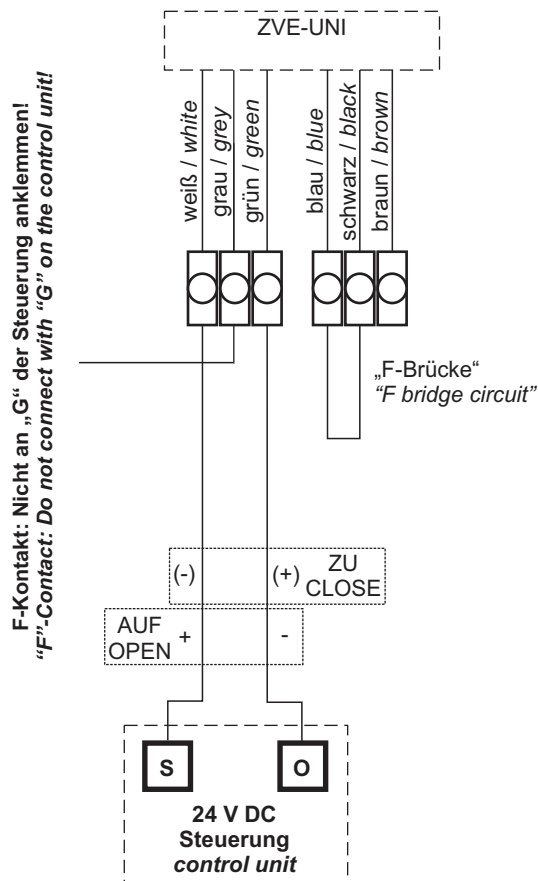 ZVE-UNI
weiß / white
grau / grey
grün / green
blau / blue
schwarz / black
braun / brown
F-Kontakt: Nicht an „G“ der Steuerung anklemmen!
“F”-Contact: Do not connect with “G” on the control unit!
„F-Brücke“
“F bridge circuit”
(-) (+) ZU
CLOSE
AUF + -
OPEN
S O
24 V DC
Steuerung
control unit